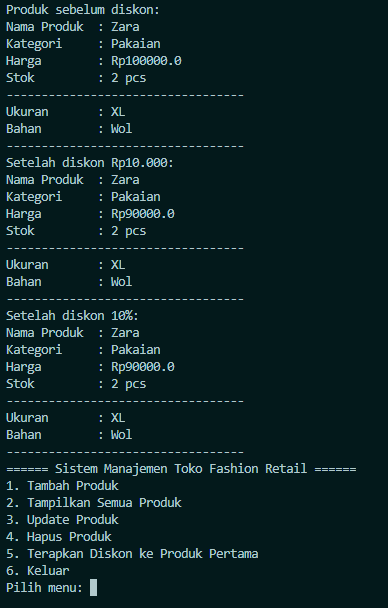 Produk sebelum diskon:
Nama Produk  : Zara
Kategori     : Pakaian
Harga        : Rp100000.0
Stok         : 2 pcs
----------------------------------
Ukuran       : XL
Bahan        : Wol
----------------------------------
Setelah diskon Rp10.000:
Nama Produk  : Zara
Kategori     : Pakaian
Harga        : Rp90000.0
Stok         : 2 pcs
----------------------------------
Ukuran       : XL
Bahan        : Wol
----------------------------------
Setelah diskon 10%:
Nama Produk  : Zara
Kategori     : Pakaian
Harga        : Rp90000.0
Stok         : 2 pcs
----------------------------------
Ukuran       : XL
Bahan        : Wol
----------------------------------
====== Sistem Manajemen Toko Fashion Retail ======
1. Tambah Produk
2. Tampilkan Semua Produk
3. Update Produk
4. Hapus Produk
5. Terapkan Diskon ke Produk Pertama
6. Keluar
Pilih menu: